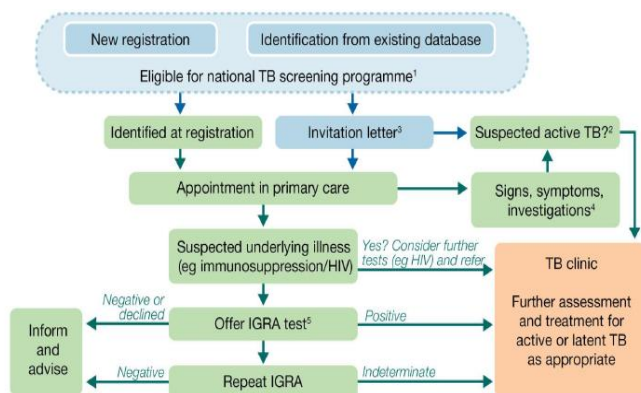 New registration
Identification from existing database
Eligible for national TB screening programme¹
Identified at registration
Invitation letter³
Suspected active TB?²
Appointment in primary care
Signs, symptoms,
investigations⁴
Suspected underlying illness
(eg immunosuppression/HIV)
Yes? Consider further
tests (eg HIV) and refer
TB clinic
Further assessment
and treatment for
active or latent TB
as appropriate
Negative or
declined
Offer IGRA test⁵
Positive
Inform
and
advise
Negative
Repeat IGRA
Indeterminate